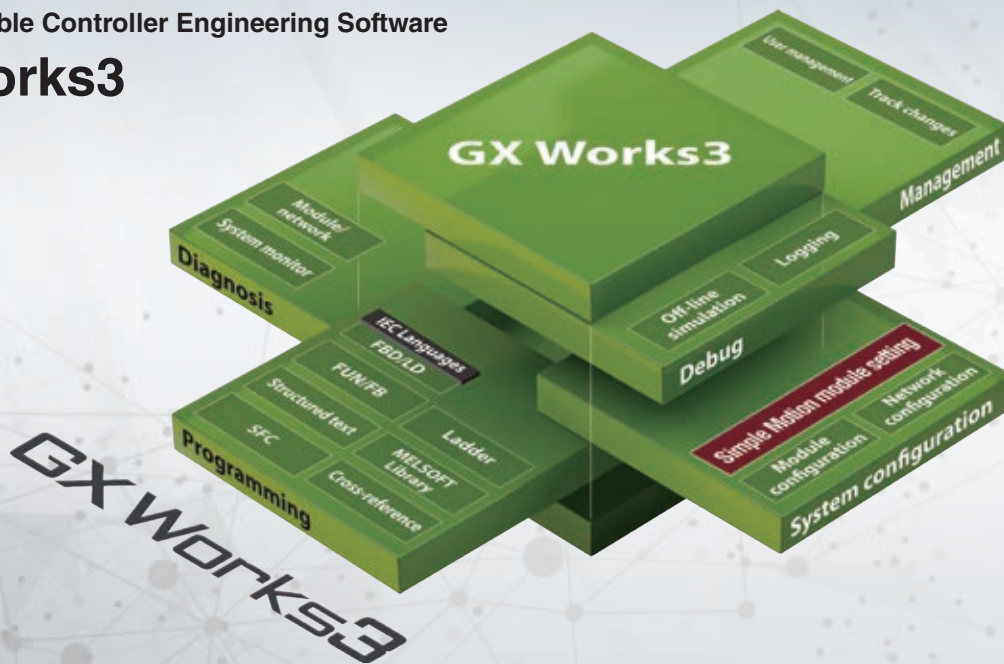 ble Controller Engineering Software
orks3
GX Works3
User management
Track changes
Management
Module/
network
System monitor
Diagnosis
Logging
Off-line
simulation
Debug
IEC Languages
FBD/LD
FUN/FB
Structured text
SFC
Ladder
MELSOFT
Library
Cross-reference
Programming
Simple Motion module setting
Network
configuration
Module
configuration
System configuration
GX Works3